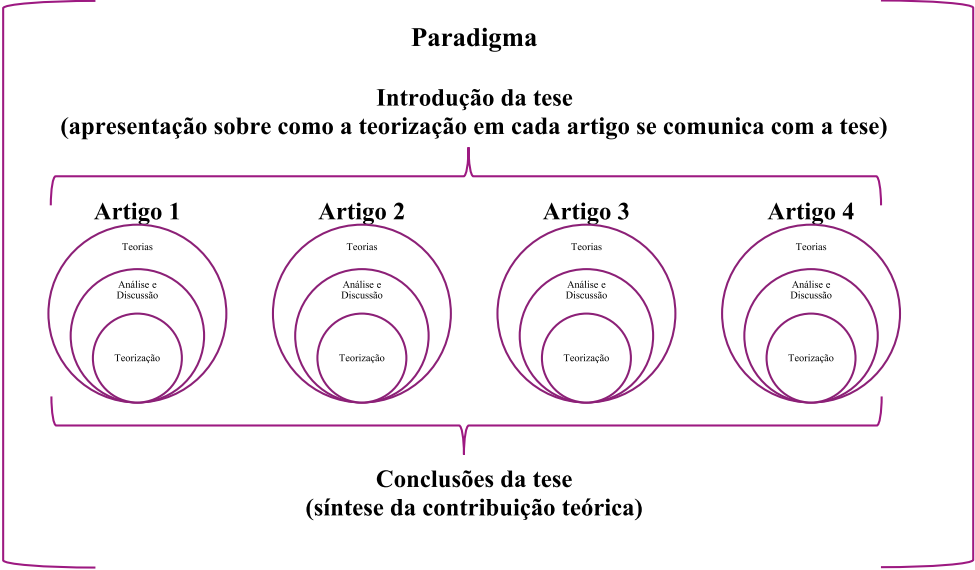 Paradigma
Introdução da tese
(apresentação sobre como a teorização em cada artigo se comunica com a tese)
Artigo 1
Artigo 2
Artigo 3
Artigo 4
Teorias
Teorias
Teorias
Teorias
Análise e
Discussão
Análise e
Discussão
Análise e
Discussão
Análise e
Discussão
Teorização
Teorização
Teorização
Teorização
Conclusões da tese
(síntese da contribuição teórica)